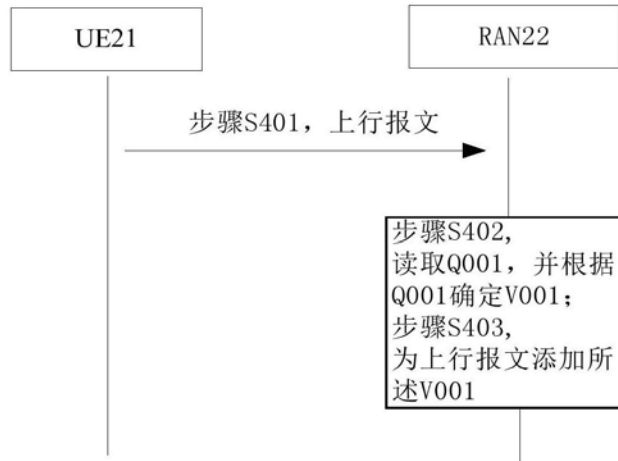 UE21
RAN22
步骤S401，上行报文
步骤S402,
读取Q001，并根据
Q001确定V001；
步骤S403,
为上行报文添加所
述V001